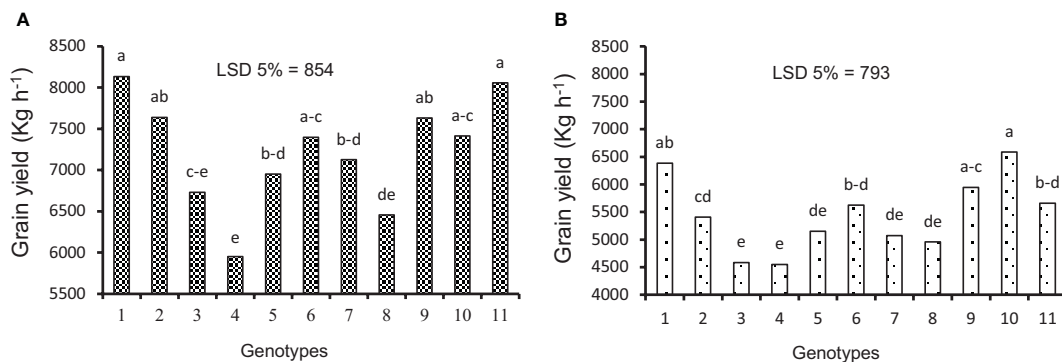 A
Grain yield (Kg h-1)
8500
8000
7500
7000
6500
6000
5500
LSD 5% = 854
a
ab
c-e
e
b-d
a-c
b-d
de
ab
a-c
a
1 2 3 4 5 6 7 8 9 10 11
Genotypes
B
Grain yield (Kg h-1)
8500
8000
7500
7000
6500
6000
5500
5000
4500
4000
LSD 5% = 793
ab
cd
e
e
de
b-d
de
de
a-c
a
b-d
1 2 3 4 5 6 7 8 9 10 11
Genotypes